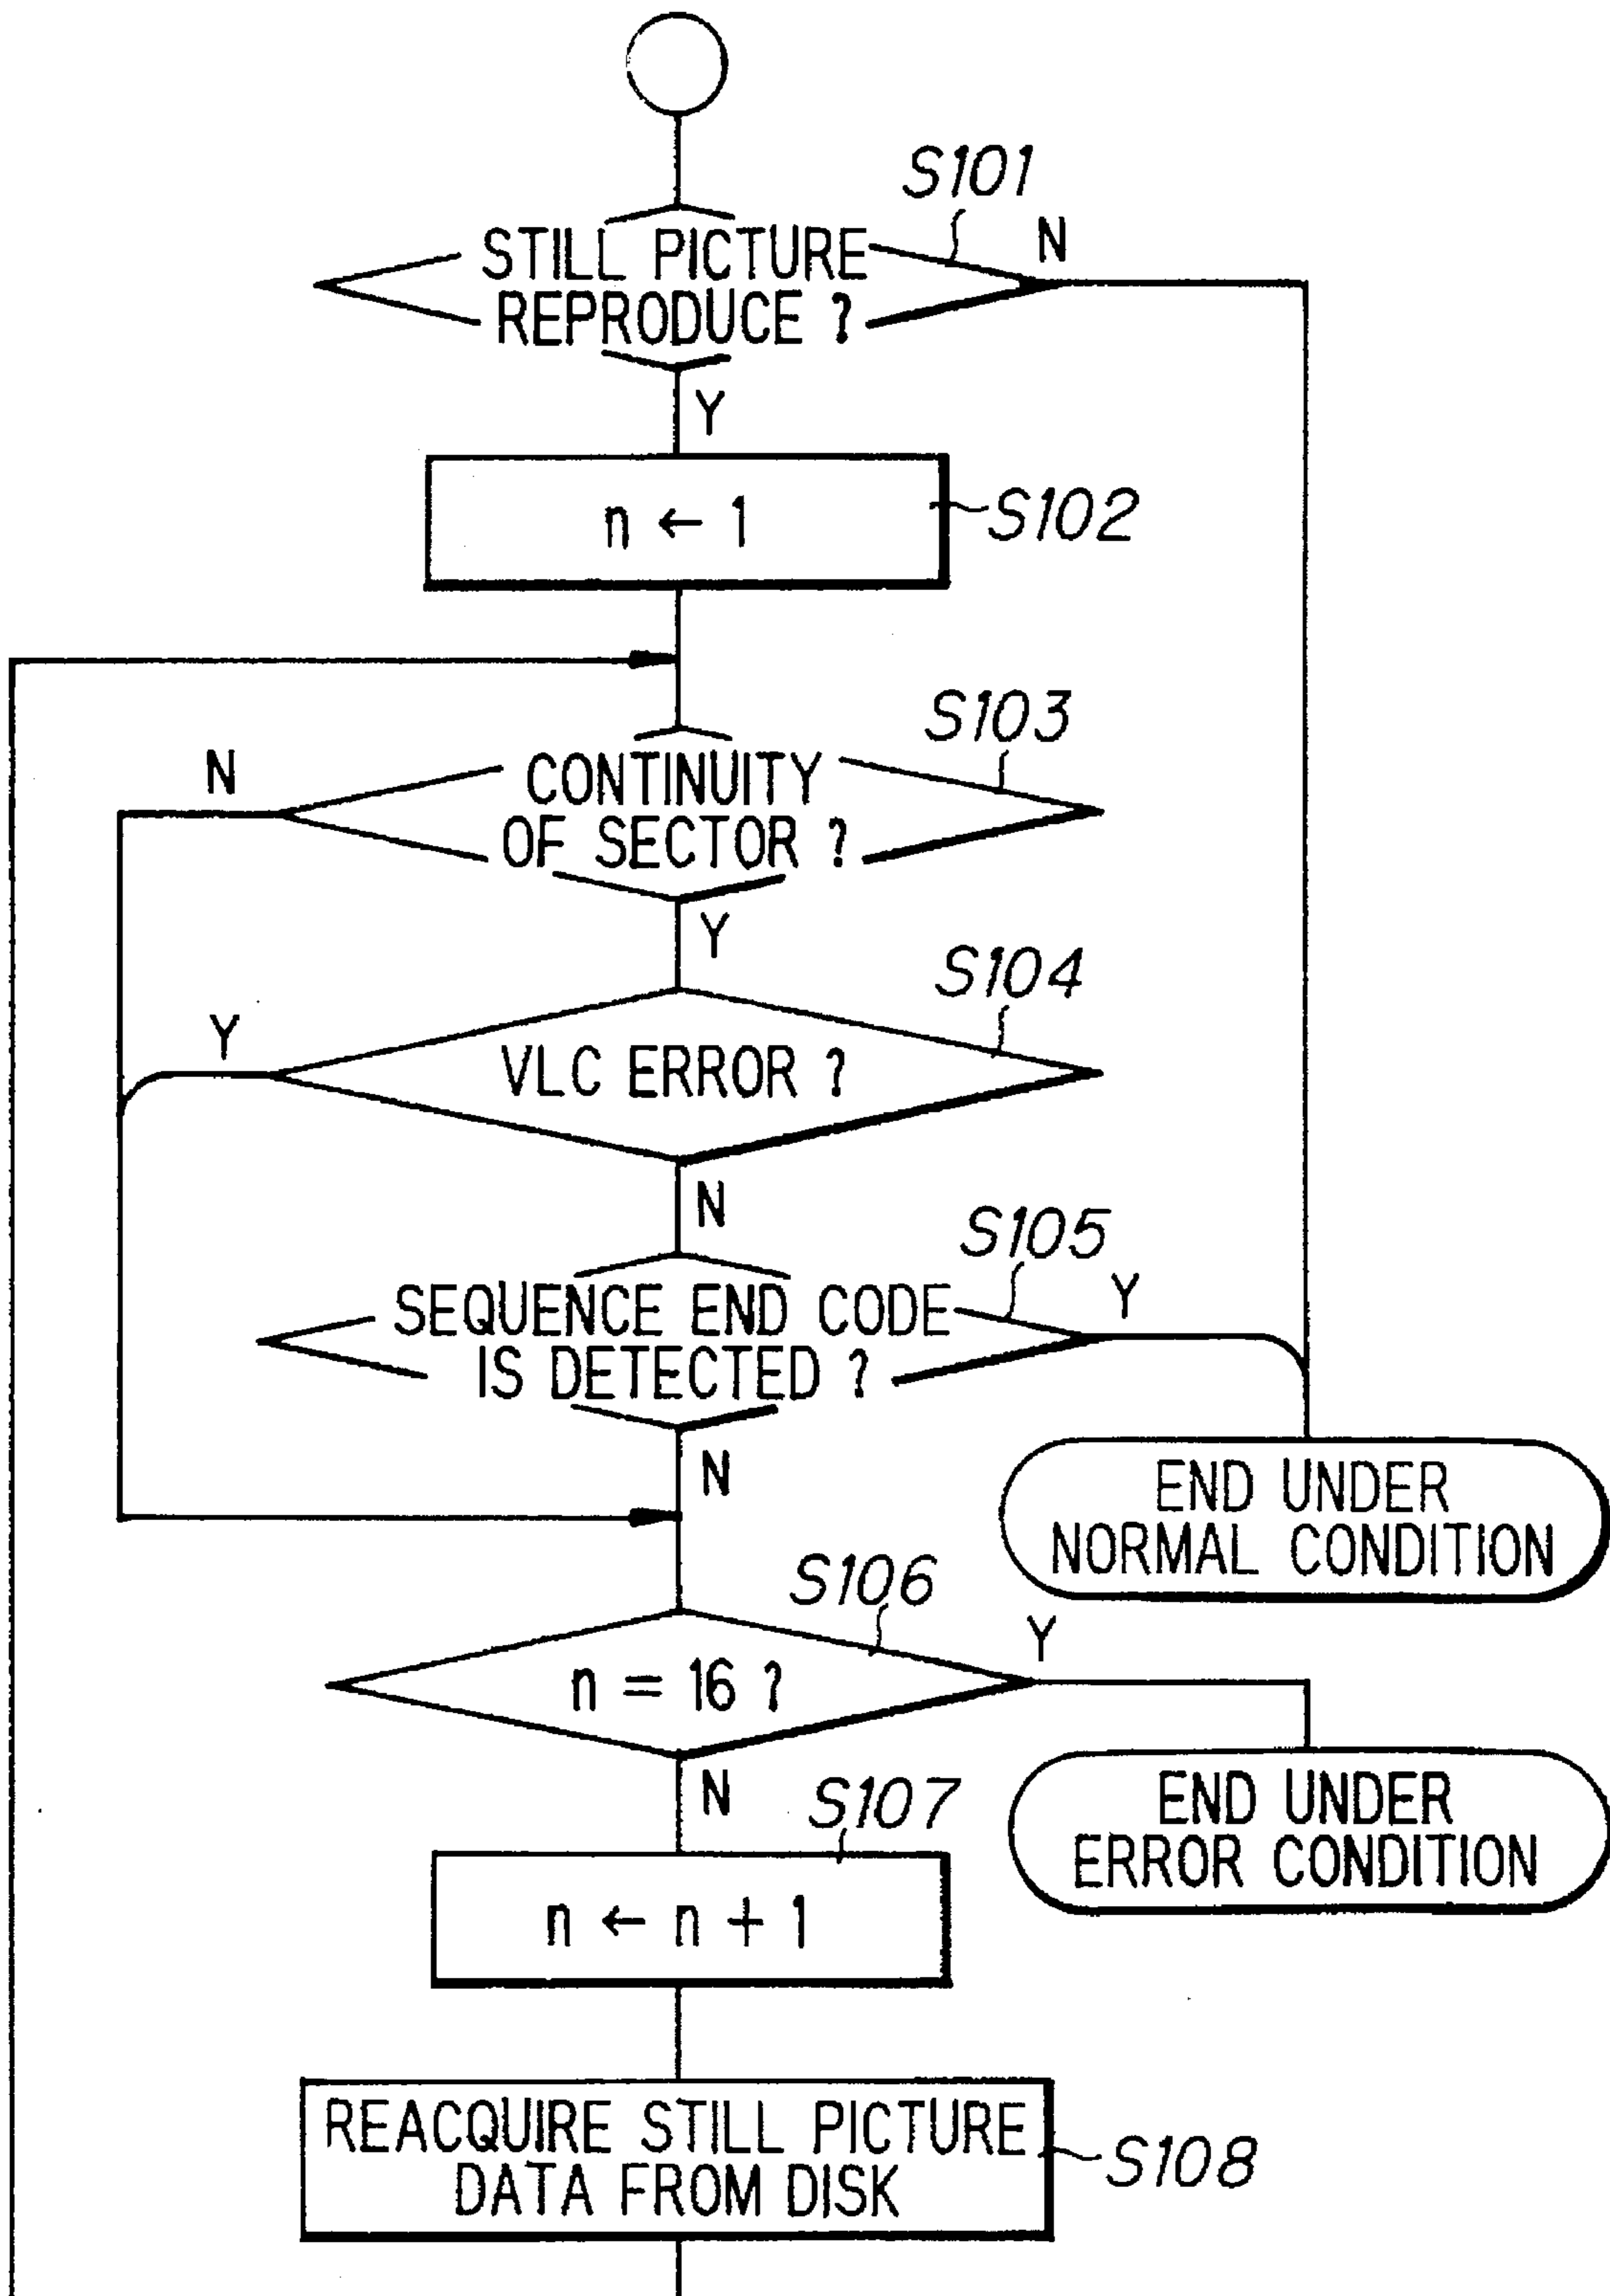 S101
STILL PICTURE
REPRODUCE ?
N
Y
n ← 1
S102
S103
N
CONTINUITY
OF SECTOR ?
Y
S104
Y
VLC ERROR ?
N
S105
SEQUENCE END CODE
IS DETECTED ?
Y
N
END UNDER
NORMAL CONDITION
S106
n = 16 ?
Y
N
END UNDER
ERROR CONDITION
S107
n ← n + 1
REACQUIRE STILL PICTURE
DATA FROM DISK
S108